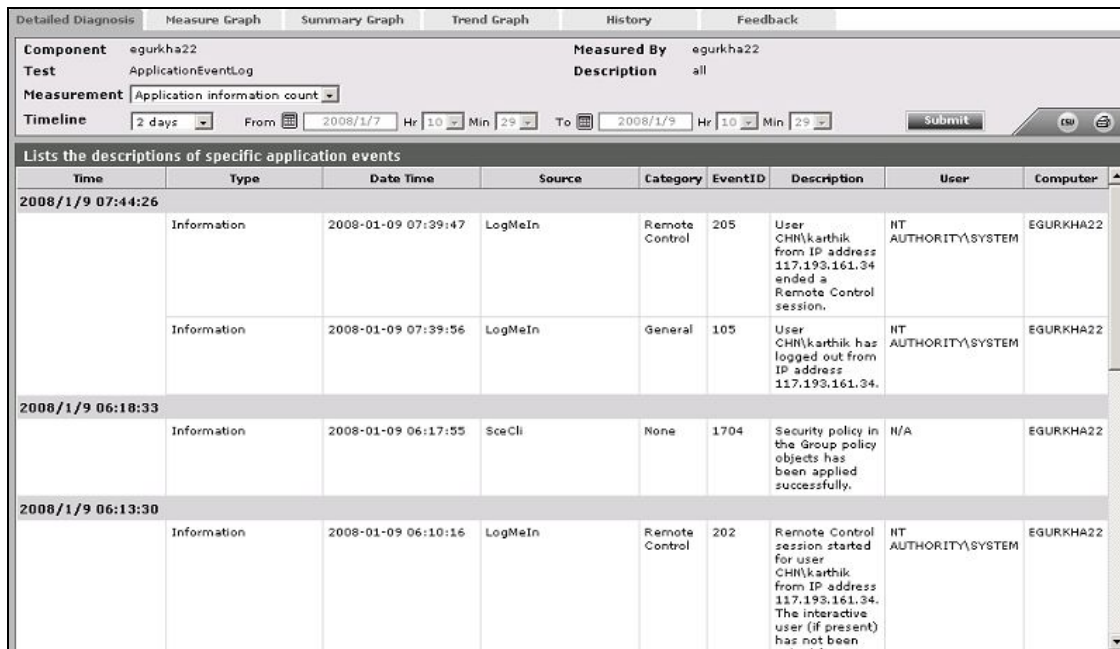 Detailed Diagnosis Measure Graph Summary Graph Trend Graph History Feedback
Component egurkha22 Measured By egurkha22
Test ApplicationEventLog Description all
Measurement Application information count
Timeline 2 days From 2008/1/7 Hr 10 Min 29 To 2008/1/9 Hr 10 Min 29 Submit CSV
Lists the descriptions of specific application events
Time Type Date Time Source Category EventID Description User Computer
2008/1/9 07:44:26
Information 2008-01-09 07:39:47 LogMeIn Remote 205 User NT EGURKHA22
Control CHN\karthik AUTHORITY\SYSTEM
from IP address
117.193.161.34
ended a
Remote Control
session.
Information 2008-01-09 07:39:56 LogMeIn General 105 User NT EGURKHA22
CHN\karthik has AUTHORITY\SYSTEM
logged out from
IP address
117.193.161.34.
2008/1/9 06:18:33
Information 2008-01-09 06:17:55 SceCli None 1704 Security policy in N/A EGURKHA22
the Group policy
objects has
been applied
successfully.
2008/1/9 06:13:30
Information 2008-01-09 06:10:16 LogMeIn Remote 202 Remote Control NT EGURKHA22
Control session started AUTHORITY\SYSTEM
for user
CHN\karthik
from IP address
117.193.161.34.
The interactive
user (if present)
has not been